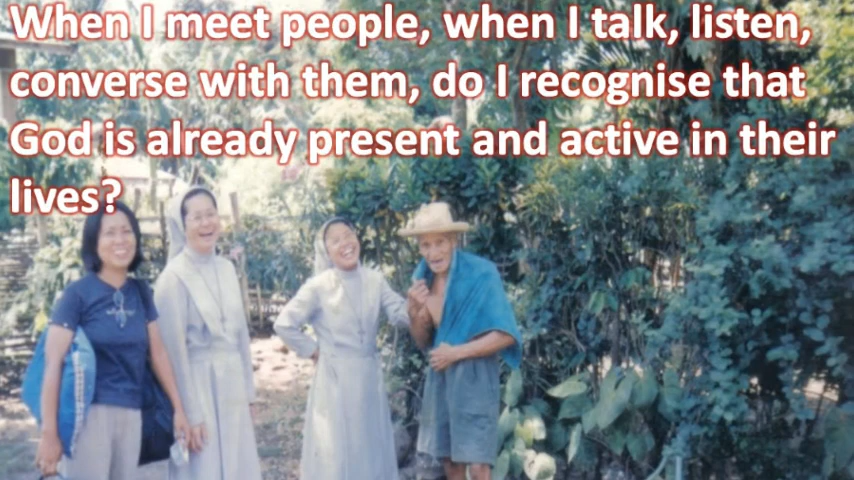 When I meet people, when I talk, listen,
converse with them, do I recognise that
God is already present and active in their
lives?